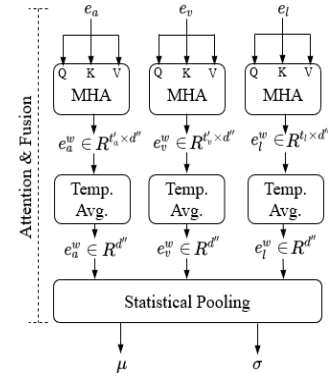 e_a e_v e_l
Q K V Q K V Q K V
MHA MHA MHA
e_a^w ∈ R^{t'_a × d''} e_v^w ∈ R^{t'_v × d''} e_l^w ∈ R^{t_l × d''}
Temp. Avg. Temp. Avg. Temp. Avg.
e_a^w ∈ R^{d''} e_v^w ∈ R^{d''} e_l^w ∈ R^{d''}
Statistical Pooling
μ σ
Attention & Fusion